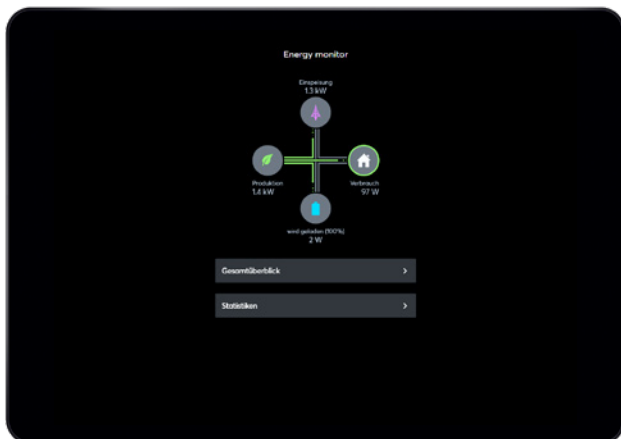 Energy monitor
Einspeisung
1.3 kW
Produktion
1.4 kW
Verbrauch
97 W
wird geladen (100%)
2 W
Gesamtüberblick
Statistiken